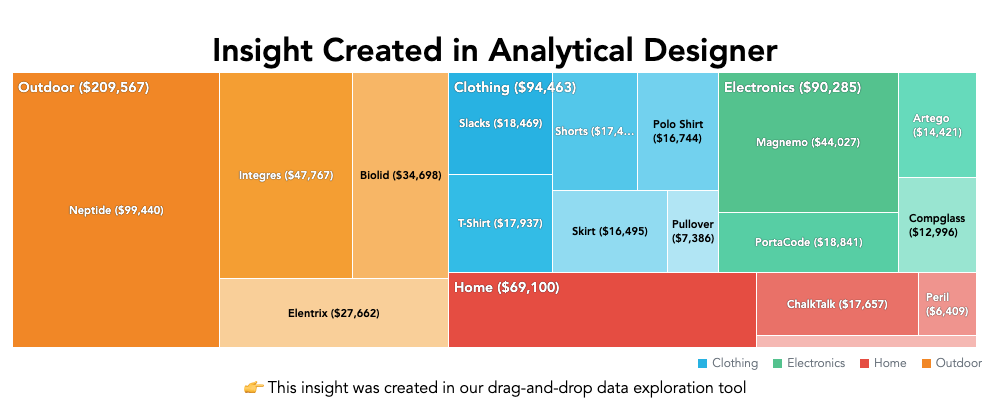 Insight Created in Analytical Designer
Outdoor ($209,567)
Neptide ($99,440)
Integres ($47,767)
Biolid ($34,698)
Elentrix ($27,662)
Clothing ($94,463)
Slacks ($18,469)
Shorts ($17,4...
Polo Shirt
($16,744)
T-Shirt ($17,937)
Skirt ($16,495)
Pullover
($7,386)
Electronics ($90,285)
Magnemo ($44,027)
Artego
($14,421)
PortaCode ($18,841)
Compglass
($12,996)
Home ($69,100)
ChalkTalk ($17,657)
Peril
($6,409)
Clothing
Electronics
Home
Outdoor
👉 This insight was created in our drag-and-drop data exploration tool